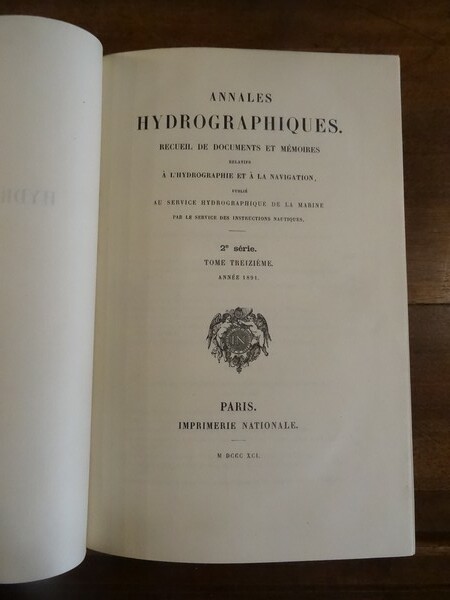 ANNALES
HYDROGRAPHIQUES.
RECUEIL DE DOCUMENTS ET MÉMOIRES
RELATIFS
À L'HYDROGRAPHIE ET À LA NAVIGATION,
PUBLIÉ
AU SERVICE HYDROGRAPHIQUE DE LA MARINE
PAR LE SERVICE DES INSTRUCTIONS NAUTIQUES.
2e série.
TOME TREIZIÈME.
ANNÉE 1891.
IN
PARIS.
IMPRIMERIE NATIONALE.
M DCCC XCI.